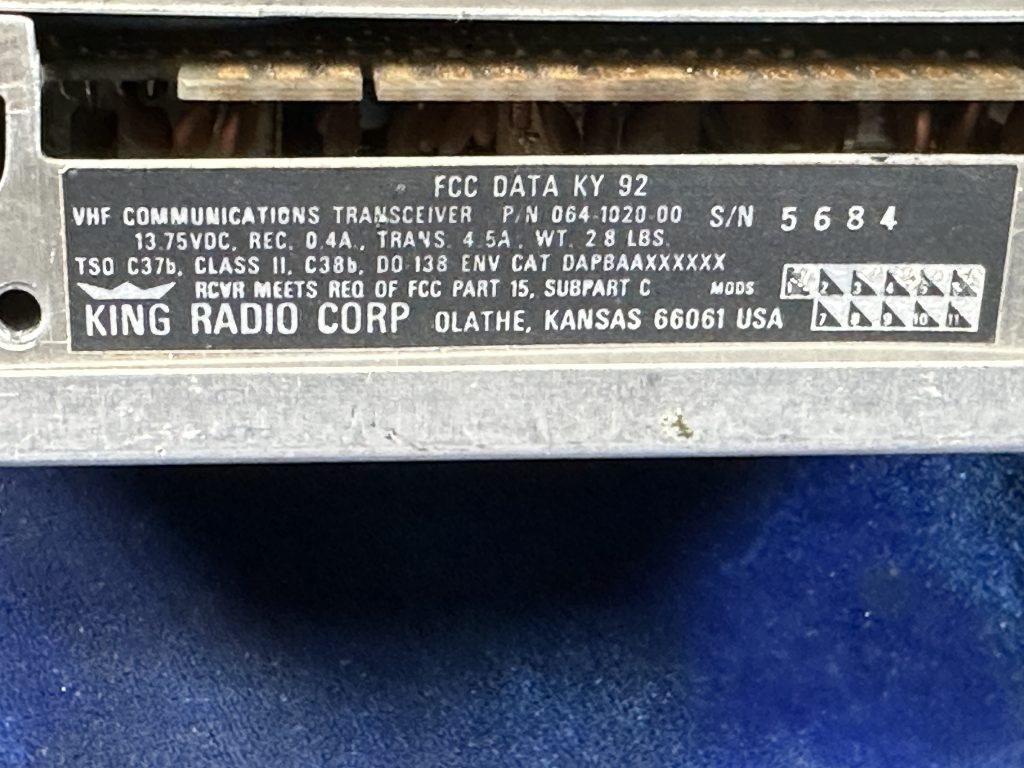 FCC DATA KY 92
VHF COMMUNICATIONS TRANSCEIVER P/N 064-1020-00 S/N 5684
13.75VDC, REC. 0.4A., TRANS. 4.5A., WT. 2.8 LBS.
TSO C37b, CLASS II, C38b, DO-138 ENV CAT DAPBAAXXXXXX
RCVR MEETS REQ OF FCC PART 15, SUBPART C MODS 2 3 4 5
KING RADIO CORP OLATHE, KANSAS 66061 USA 7 8 9 10 11